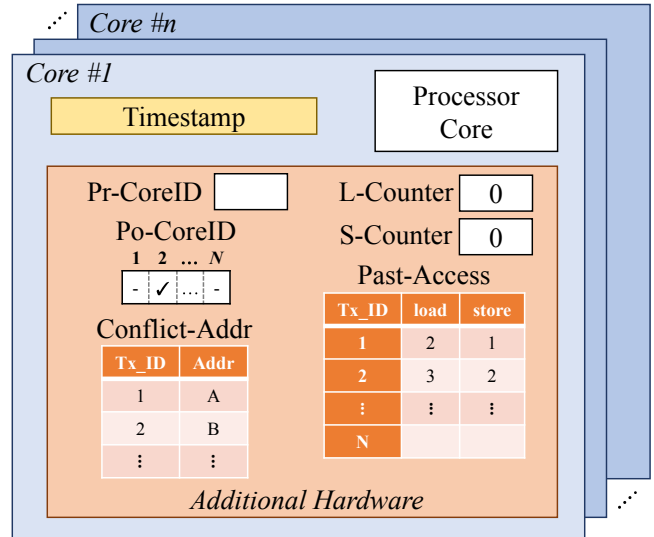 Core #n
Core #1
Timestamp
Processor
Core
Pr-CoreID
L-Counter 0
Po-CoreID
S-Counter 0
1 2 ... N
- ✓ ... -
Past-Access
Tx_ID load store
1 2 1
2 3 2
⋮ ⋮ ⋮
N
Conflict-Addr
Tx_ID Addr
1 A
2 B
⋮ ⋮
Additional Hardware